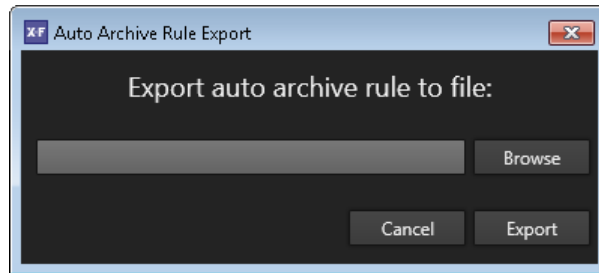 XF Auto Archive Rule Export
Export auto archive rule to file:
Browse
Cancel Export